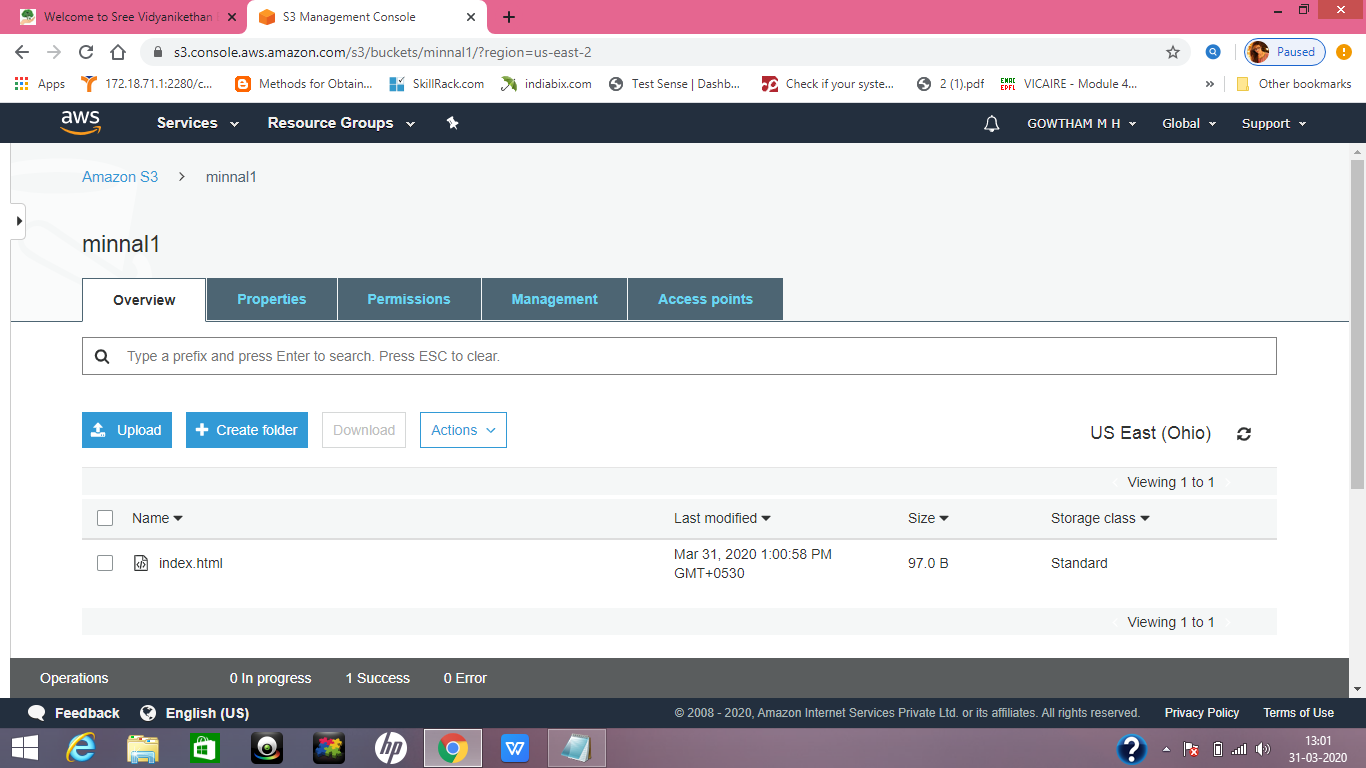 Welcome to Sree Vidyanikethan
S3 Management Console
s3.console.aws.amazon.com/s3/buckets/minnal1/?region=us-east-2
Paused
Apps
172.18.71.1:2280/c...
Methods for Obtain...
SkillRack.com
indiabix.com
Test Sense | Dashb...
Check if your syste...
2 (1).pdf
VICAIRE - Module 4...
Other bookmarks
aws Services Resource Groups GOWTHAM M H Global Support
Amazon S3 > minnal1
minnal1
Overview Properties Permissions Management Access points
Type a prefix and press Enter to search. Press ESC to clear.
Upload Create folder Download Actions
US East (Ohio)
Viewing 1 to 1
Name Last modified Size Storage class
index.html Mar 31, 2020 1:00:58 PM GMT+0530 97.0 B Standard
Viewing 1 to 1
Operations 0 In progress 1 Success 0 Error
Feedback English (US) © 2008 - 2020, Amazon Internet Services Private Ltd. or its affiliates. All rights reserved. Privacy Policy Terms of Use
hp
W
13:01
31-03-2020